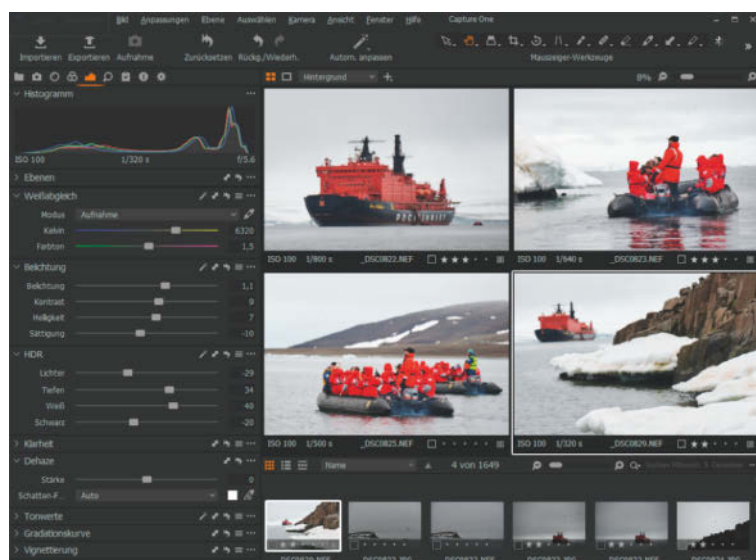 Bild Anpassungen Ebene Auswählen Kamera Ansicht Fenster Hilfe Capture One
Importieren Exportieren Aufnahme Zurücksetzen Rückg./Wiederh. Autom. anpassen Mauszeiger-Werkzeuge
Hintergrund 8%
Histogramm
ISO 100 1/320 s f/5.6
Ebenen
Weißabgleich
Modus Aufnahme
Kelvin 6320
Farbton 1,5
Belichtung
Belichtung 1,1
Kontrast 9
Helligkeit 7
Sättigung -10
HDR
Lichter -29
Tiefen 34
Weiß 40
Schwarz -20
Klarheit
Dehaze
Stärke 0
Schatten-F... Auto
Tonwerte
Gradationskurve
Vignettierung
ISO 100 1/800 s _DSC0822.NEF
ISO 100 1/640 s _DSC0823.NEF
ISO 100 1/500 s _DSC0825.NEF
ISO 100 1/320 s _DSC0829.NEF
Name 4 von 1649